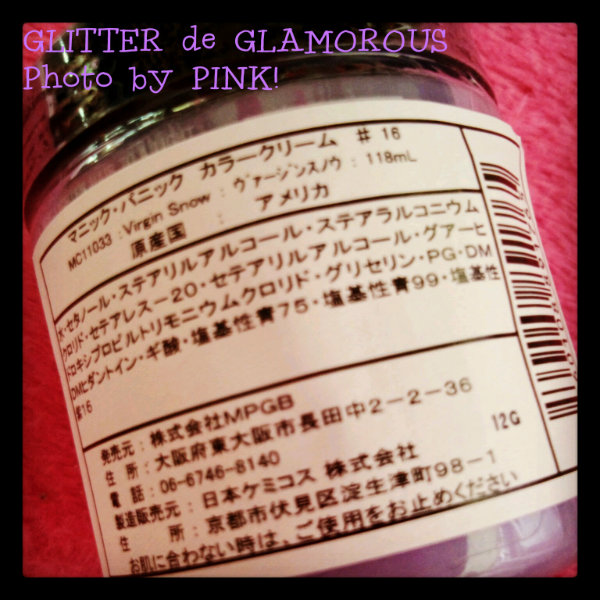 GLITTER de GLAMOROUS
Photo by PINK!
マニック・パニック カラークリーム #16
MC11033 : Virgin Snow : ヴァージンスノウ : 118mL
原産国 : アメリカ
水・セタノール・ステアリルアルコール・ステアラルコニウム
クロリド・セテアレス-20・セテアリルアルコール・グアーヒ
ドロキシプロピルトリモニウムクロリド・グリセリン・PG・DM
DMヒダントイン・ギ酸・塩基性青75・塩基性青99・塩基性
紫16
発売元 : 株式会社MPGB
住 所 : 大阪府東大阪市長田中2-2-36
電 話 : 06-6746-8140
12G
製造販売元 : 日本ケミコス 株式会社
住 所 : 京都市伏見区淀生津町98-1
お肌に合わない時は、ご使用をお止めください